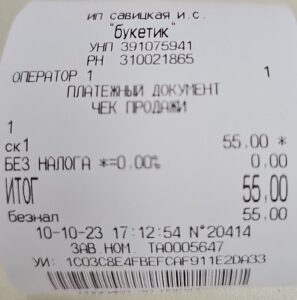 ИП САВИЦКАЯ И.С.
"букетик"
УНП 391075941
РН 310021865
ОПЕРАТОР 1 1
ПЛАТЕЖНЫЙ ДОКУМЕНТ
ЧЕК ПРОДАЖИ
1
ск1 55.00 *
БЕЗ НАЛОГА *=0.00% 0.00
ИТОГ 55,00
безнал 55.00
10-10-23 17:12:54 N°20414
ЗАВ НОМ. ТА0005647
УИ: 1C03C8E4FBEFCAF911E2DA33